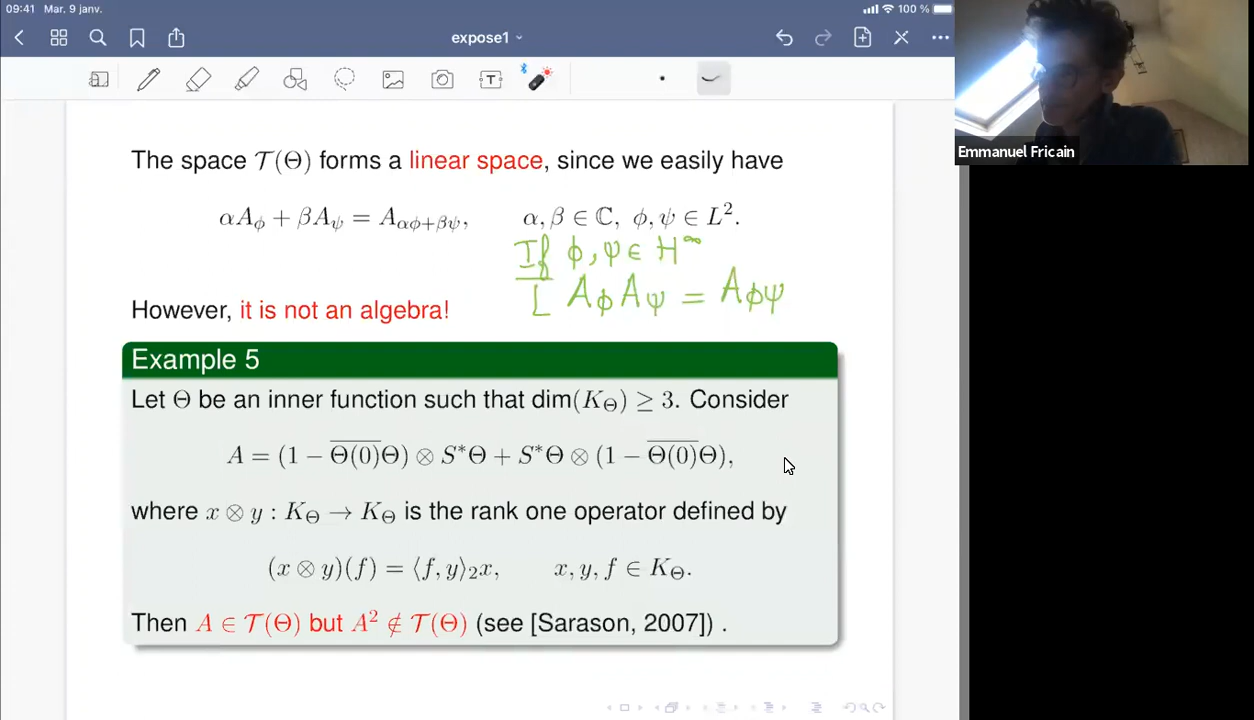 09:41 Mar. 9 janv.
100 %
expose1
T
Emmanuel Fricain
The space 𝒯(Θ) forms a linear space, since we easily have
αA_ϕ + βA_ψ = A_{αϕ+βψ}, α, β ∈ ℂ, ϕ, ψ ∈ L².
If ϕ, ψ ∈ H^∞
[ A_ϕ A_ψ = A_{ϕψ}
However, it is not an algebra!
Example 5
Let Θ be an inner function such that dim(K_Θ) ≥ 3. Consider
A = (1 − \overline{Θ(0)}Θ) ⊗ S*Θ + S*Θ ⊗ (1 − \overline{Θ(0)}Θ),
where x ⊗ y : K_Θ → K_Θ is the rank one operator defined by
(x ⊗ y)(f) = ⟨f, y⟩₂x, x, y, f ∈ K_Θ.
Then A ∈ 𝒯(Θ) but A² ∉ 𝒯(Θ) (see [Sarason, 2007]) .